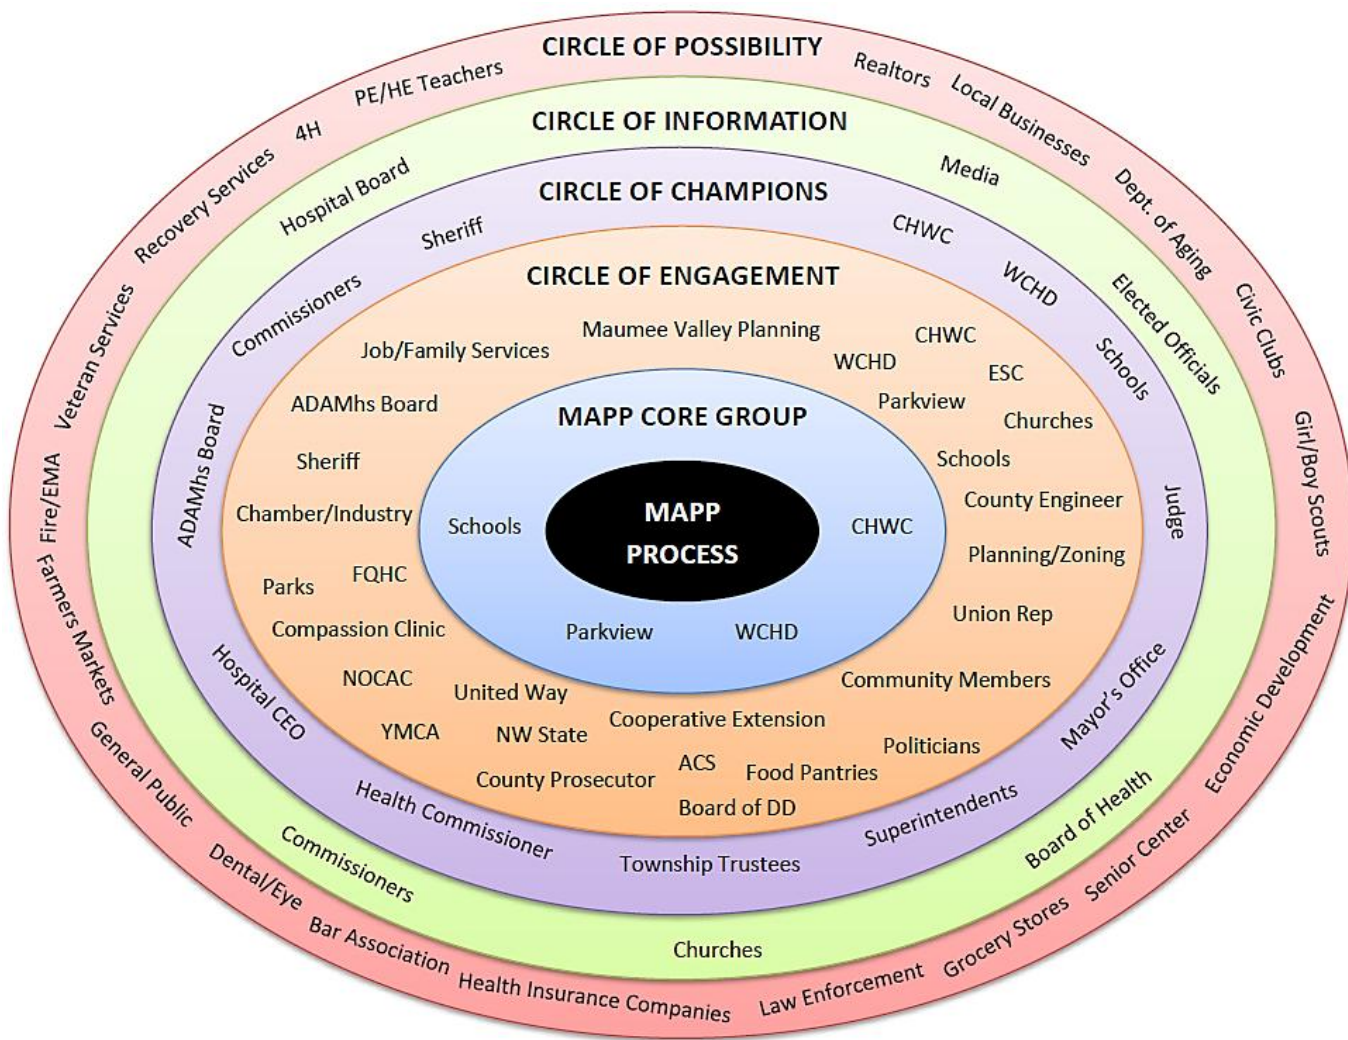 CIRCLE OF POSSIBILITY
PE/HE Teachers
4H
Recovery Services
Veteran Services
Fire/EMA
Farmers Markets
General Public
Dental/Eye
Bar Association
Health Insurance Companies
Law Enforcement
Grocery Stores
Senior Center
Economic Development
Girl/Boy Scouts
Civic Clubs
Dept. of Aging
Local Businesses
Realtors
CIRCLE OF INFORMATION
Hospital Board
Media
Elected Officials
Board of Health
Churches
Commissioners
CIRCLE OF CHAMPIONS
Sheriff
Commissioners
ADAMhs Board
Hospital CEO
Health Commissioner
Township Trustees
Superintendents
Mayor's Office
Judge
Schools
WCHD
CHWC
CIRCLE OF ENGAGEMENT
Maumee Valley Planning
Job/Family Services
ADAMhs Board
Sheriff
Chamber/Industry
FQHC
Parks
Compassion Clinic
NOCAC
United Way
YMCA
NW State
Cooperative Extension
County Prosecutor
ACS
Food Pantries
Board of DD
Politicians
Community Members
Union Rep
Planning/Zoning
County Engineer
Schools
Churches
Parkview
ESC
WCHD
CHWC
MAPP CORE GROUP
Schools
CHWC
Parkview
WCHD
MAPP
PROCESS